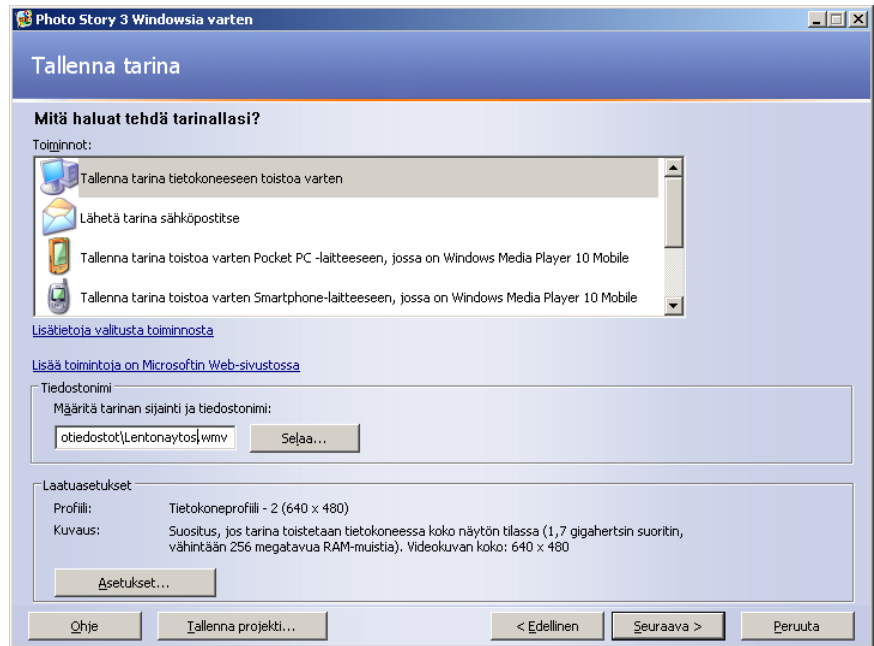 Photo Story 3 Windowsia varten
Tallenna tarina
Mitä haluat tehdä tarinallasi?
Toiminnot:
Tallenna tarina tietokoneeseen toistoa varten
Lähetä tarina sähköpostitse
Tallenna tarina toistoa varten Pocket PC -laitteeseen, jossa on Windows Media Player 10 Mobile
Tallenna tarina toistoa varten Smartphone-laitteeseen, jossa on Windows Media Player 10 Mobile
Lisätietoja valitusta toiminnosta
Lisää toimintoja on Microsoftin Web-sivustossa
Tiedostonimi
Määritä tarinan sijainti ja tiedostonimi:
otiedostot\Lentonaytos.wmv Selaa...
Laatuasetukset
Profiili: Tietokoneprofiili - 2 (640 x 480)
Kuvaus: Suositus, jos tarina toistetaan tietokoneessa koko näytön tilassa (1,7 gigahertsin suoritin,
vähintään 256 megatavua RAM-muistia). Videokuvan koko: 640 x 480
Asetukset...
Ohje Tallenna projekti... < Edellinen Seuraava > Peruuta